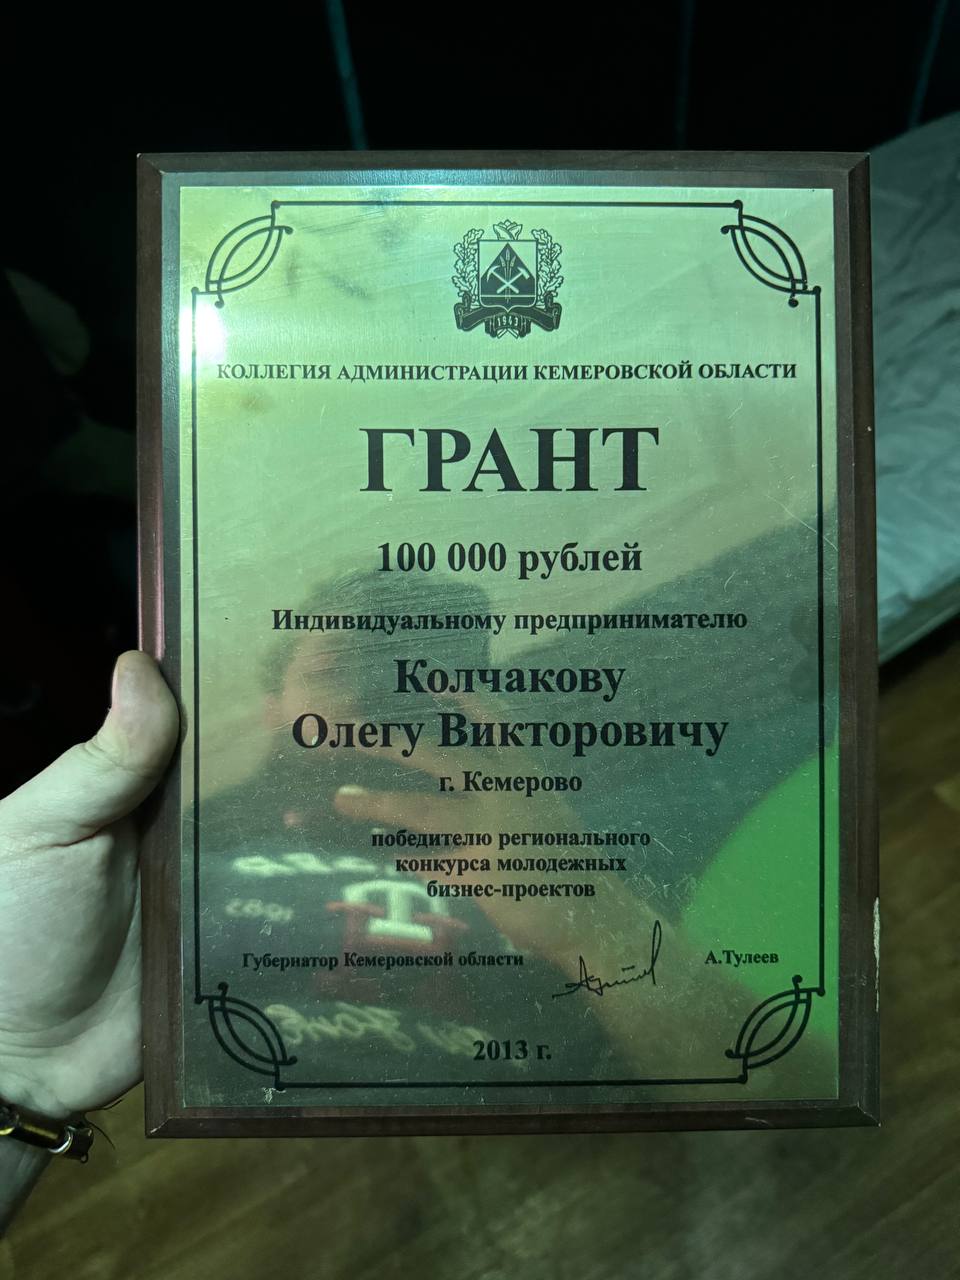 1943
КОЛЛЕГИЯ АДМИНИСТРАЦИИ КЕМЕРОВСКОЙ ОБЛАСТИ
ГРАНТ
100 000 рублей
Индивидуальному предпринимателю
Колчакову
Олегу Викторовичу
г. Кемерово
победителю регионального
конкурса молодежных
бизнес-проектов
Губернатор Кемеровской области А.Тулеев
2013 г.